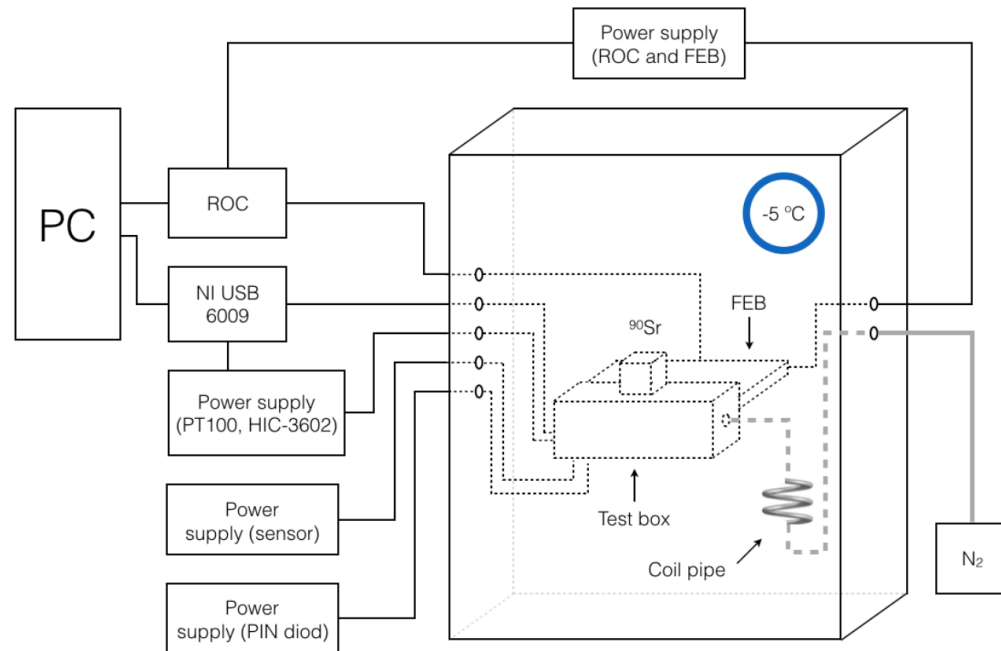 Power supply
(ROC and FEB)
PC
ROC
-5 °C
NI USB
6009
FEB
⁹⁰Sr
Power supply
(PT100, HIC-3602)
Test box
Power
supply (sensor)
Coil pipe
N₂
Power
supply (PIN diod)